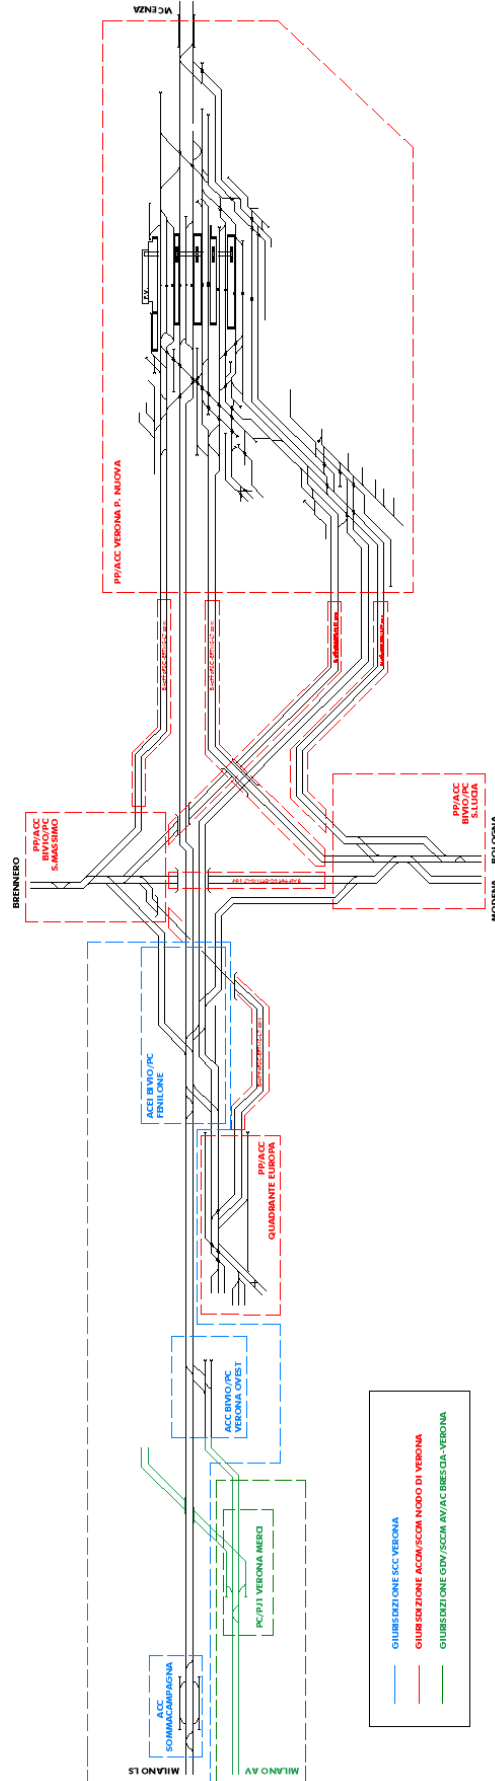 VICENZA
F.V.
PP/ACC VERONA P. NUOVA
BRENNERO
PP/ACC
BIVIO/PC
S.MASSIMO
PP/ACC
BIVIO/PC
S.LUCIA
BOLOGNA
MODENA
ACEI BIVIO/PC
FENILONE
PP/ACC
QUADRANTE EUROPA
ACC BIVIO/PC
VERONA OVEST
PC/PJ1 VERONA MERCI
ACC
SOMMACAMPAGNA
MILANO LS
MILANO AV
GIURISDIZIONE SCC VERONA
GIURISDIZIONE ACCM/SCCM NODO DI VERONA
GIURISDIZIONE GDV/SCCM AV/AC BRESCIA-VERONA